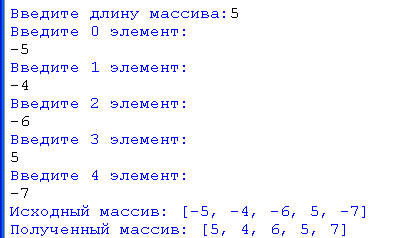 Введите длину массива:5
Введите 0 элемент:
-5
Введите 1 элемент:
-4
Введите 2 элемент:
-6
Введите 3 элемент:
5
Введите 4 элемент:
-7
Исходный массив: [-5, -4, -6, 5, -7]
Полученный массив: [5, 4, 6, 5, 7]